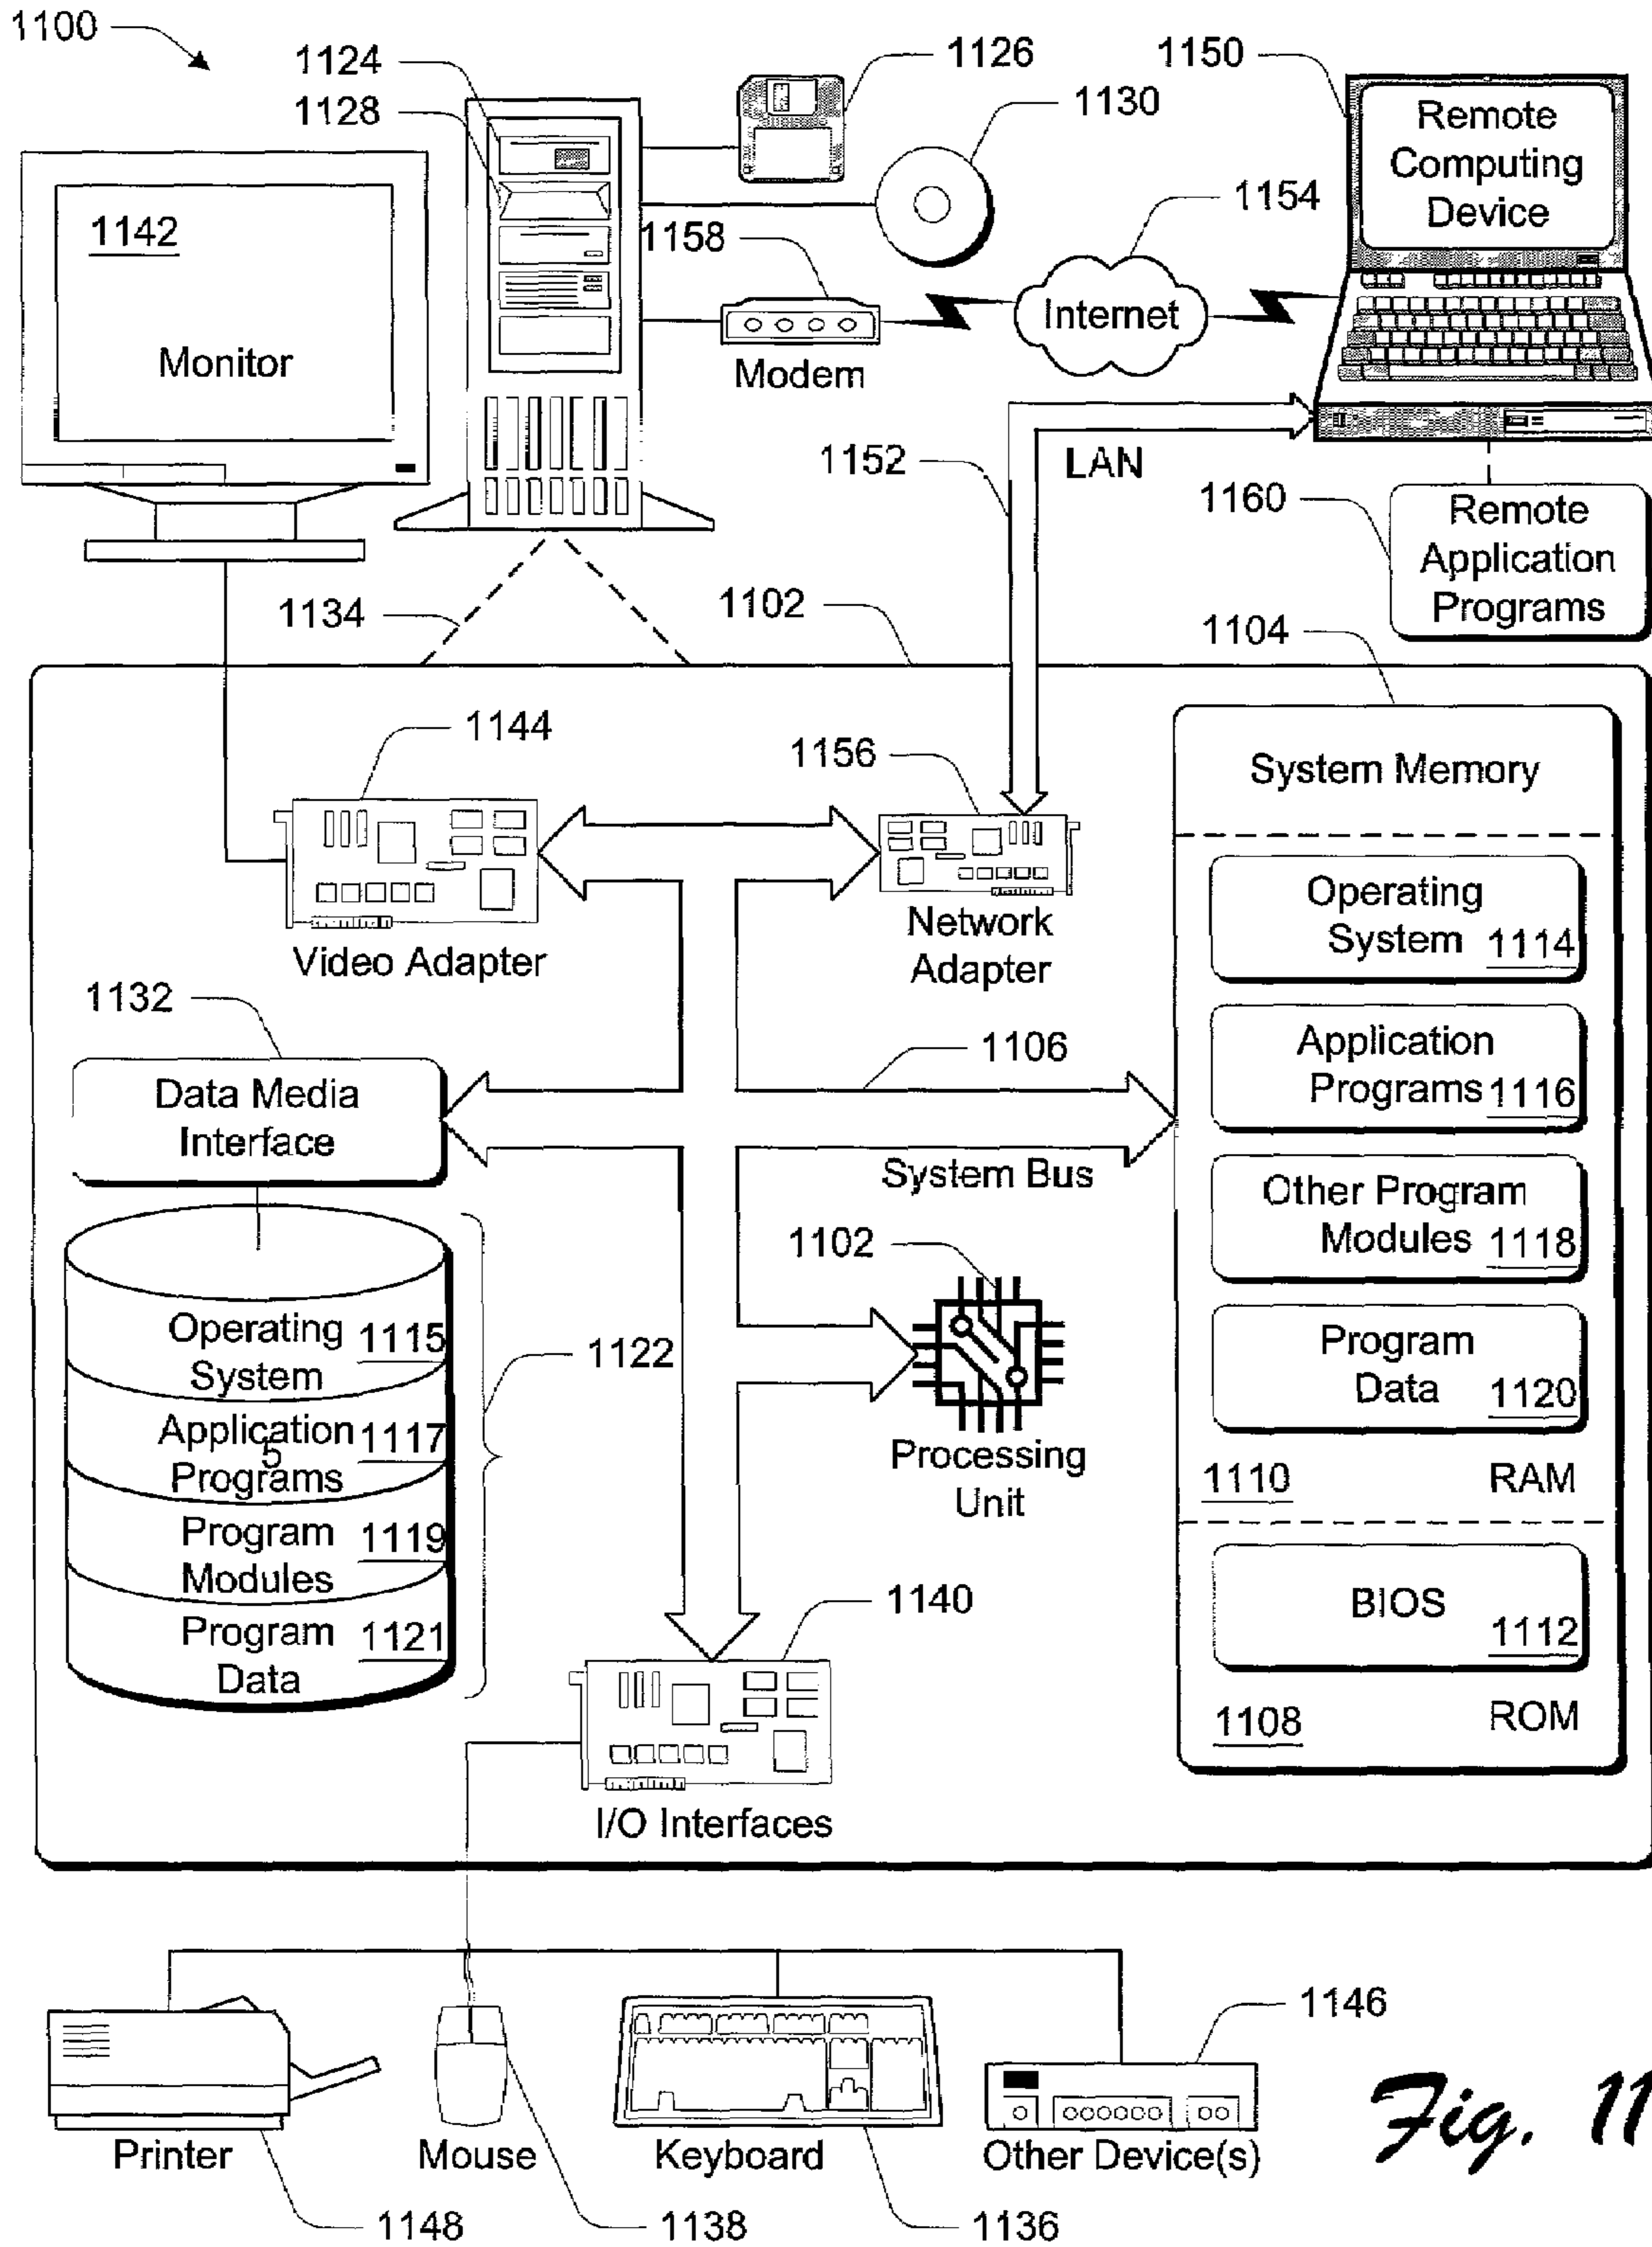 1100
1124
1128
1126
1130
1150
Remote
Computing
Device
1154
1142
Monitor
1158
Modem
Internet
1152
LAN
1160
Remote
Application
Programs
1134
1102
1104
1144
Video Adapter
1156
Network
Adapter
System Memory
Operating
System 1114
Application
Programs 1116
Other Program
Modules 1118
Program
Data 1120
1110 RAM
BIOS
1112
1108 ROM
1132
Data Media
Interface
1106
System Bus
1102
Processing
Unit
Operating 1115
System
Application 1117
5
Programs
Program 1119
Modules
Program 1121
Data
1122
1140
I/O Interfaces
1146
Printer
Mouse
Keyboard
Other Device(s)
1148
1138
1136
Fig. 11